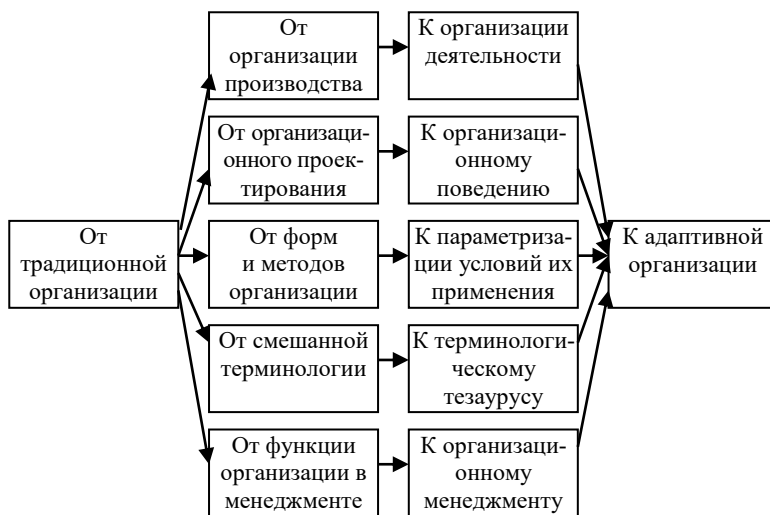 От
организации
производства
К организации
деятельности
От организаци-
онного проек-
тирования
К организаци-
онному
поведению
От
традиционной
организации
От форм
и методов
организации
К параметриза-
ции условий их
применения
К адаптивной
организации
От смешанной
терминологии
К терминологи-
ческому
тезаурусу
От функции
организации в
менеджменте
К организаци-
онному
менеджменту